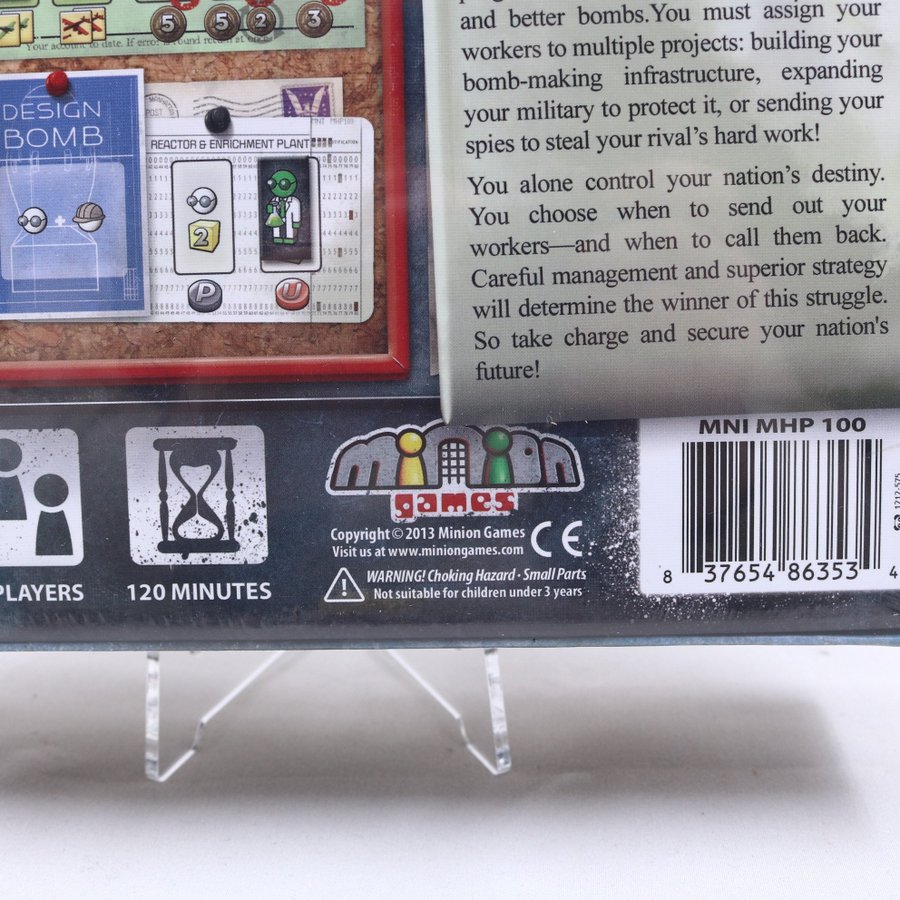 and better bombs.You must assign your
workers to multiple projects: building your
bomb-making infrastructure, expanding
your military to protect it, or sending your
spies to steal your rival's hard work!
You alone control your nation's destiny.
You choose when to send out your
workers—and when to call them back.
Careful management and superior strategy
will determine the winner of this struggle.
So take charge and secure your nation's
future!
5 5 2 3
DESIGN
BOMB
REACTOR & ENRICHMENT PLANT
2
P U
PLAYERS
120 MINUTES
minion
games
Copyright © 2013 Minion Games
Visit us at www.miniongames.com
CE
WARNING! Choking Hazard - Small Parts
Not suitable for children under 3 years
MNI MHP 100
8 37654 86353 4
1212-575